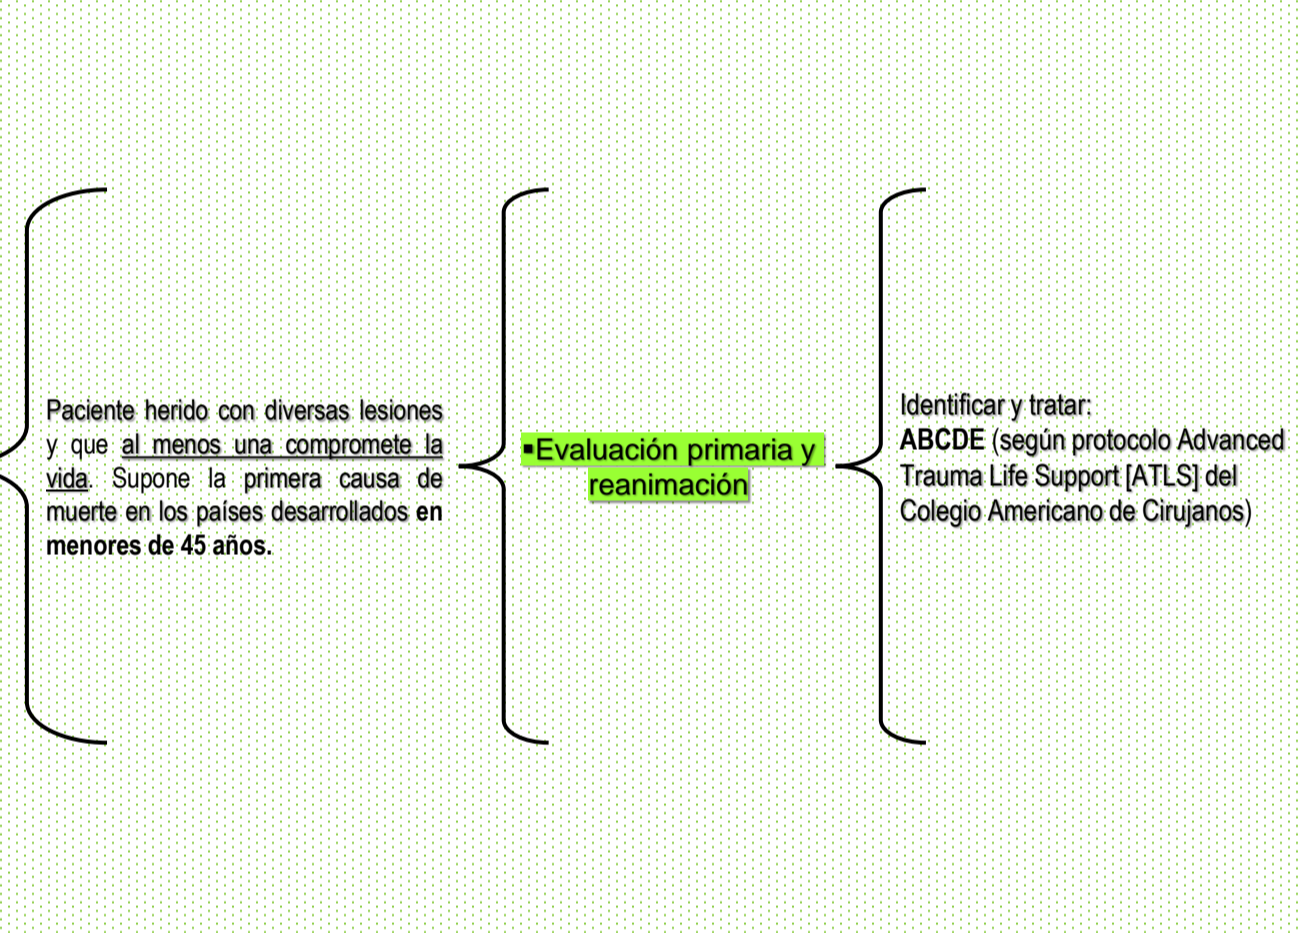 Paciente herido con diversas lesiones
y que al menos una compromete la
vida. Supone la primera causa de
muerte en los países desarrollados en
menores de 45 años.
▪Evaluación primaria y
reanimación
Identificar y tratar:
ABCDE (según protocolo Advanced
Trauma Life Support [ATLS] del
Colegio Americano de Cirujanos)